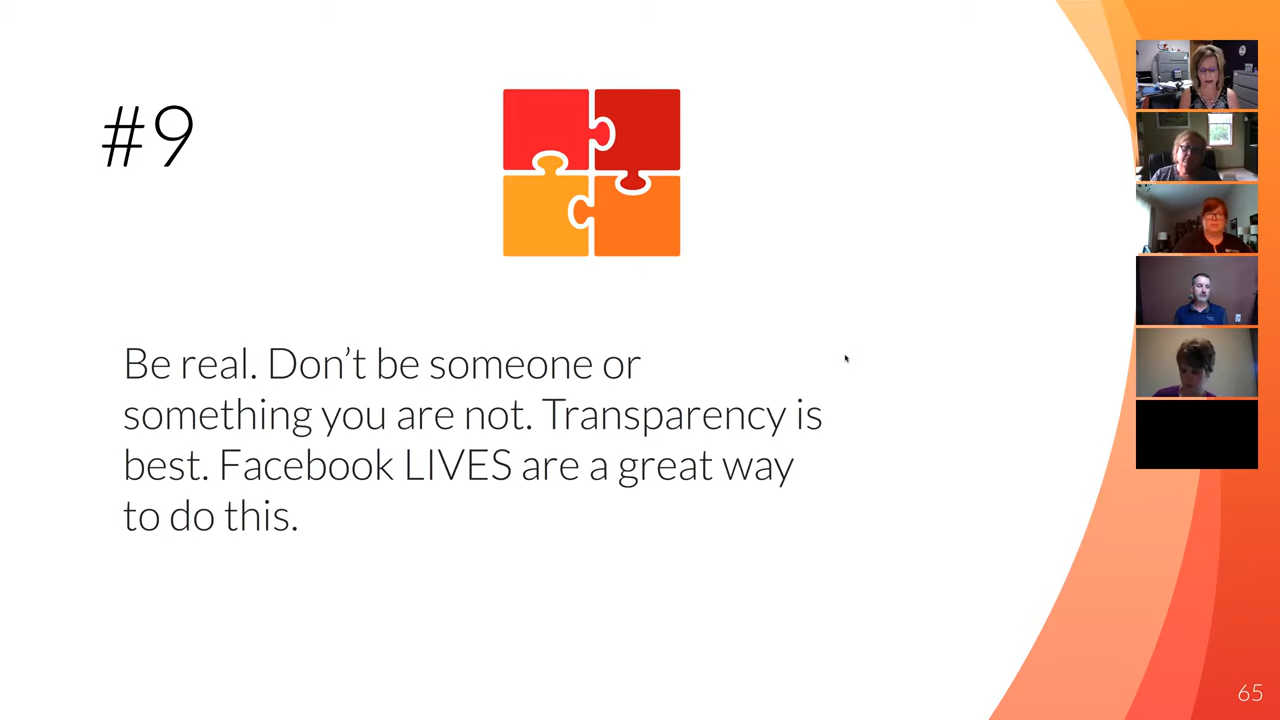 #9
Be real. Don’t be someone or
something you are not. Transparency is
best. Facebook LIVES are a great way
to do this.
65